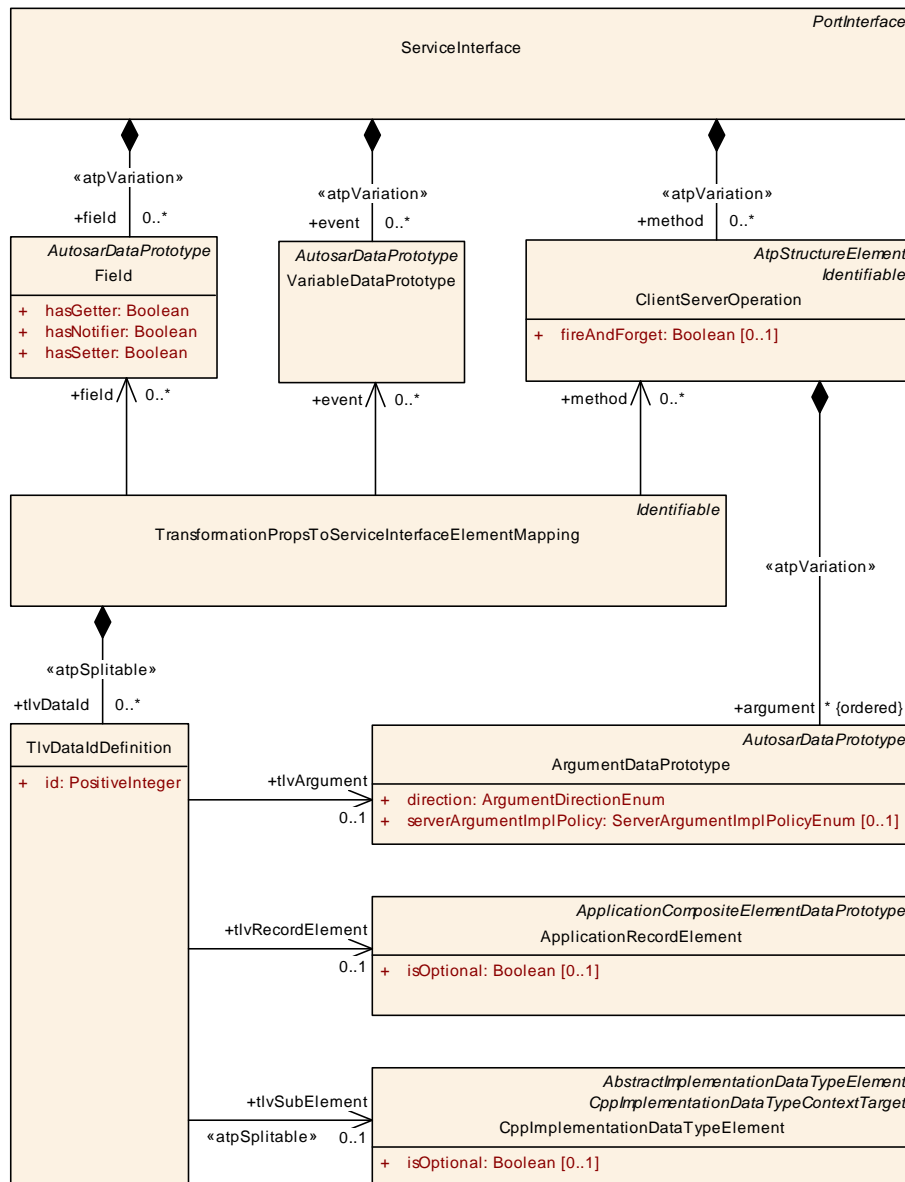 PortInterface
ServiceInterface
«atpVariation»
«atpVariation»
«atpVariation»
+field 0..*
+event 0..*
+method 0..*
AutosarDataPrototype
Field
+ hasGetter: Boolean
+ hasNotifier: Boolean
+ hasSetter: Boolean
AutosarDataPrototype
VariableDataPrototype
AtpStructureElement
Identifiable
ClientServerOperation
+ fireAndForget: Boolean [0..1]
+field 0..*
+event 0..*
+method 0..*
Identifiable
TransformationPropsToServiceInterfaceElementMapping
«atpVariation»
«atpSplitable»
+tlvDataId 0..*
+argument * {ordered}
TlvDataIdDefinition
+ id: PositiveInteger
+tlvArgument
0..1
AutosarDataPrototype
ArgumentDataPrototype
+ direction: ArgumentDirectionEnum
+ serverArgumentImplPolicy: ServerArgumentImplPolicyEnum [0..1]
+tlvRecordElement
0..1
ApplicationCompositeElementDataPrototype
ApplicationRecordElement
+ isOptional: Boolean [0..1]
+tlvSubElement
«atpSplitable» 0..1
AbstractImplementationDataTypeElement
CppImplementationDataTypeContextTarget
CppImplementationDataTypeElement
+ isOptional: Boolean [0..1]